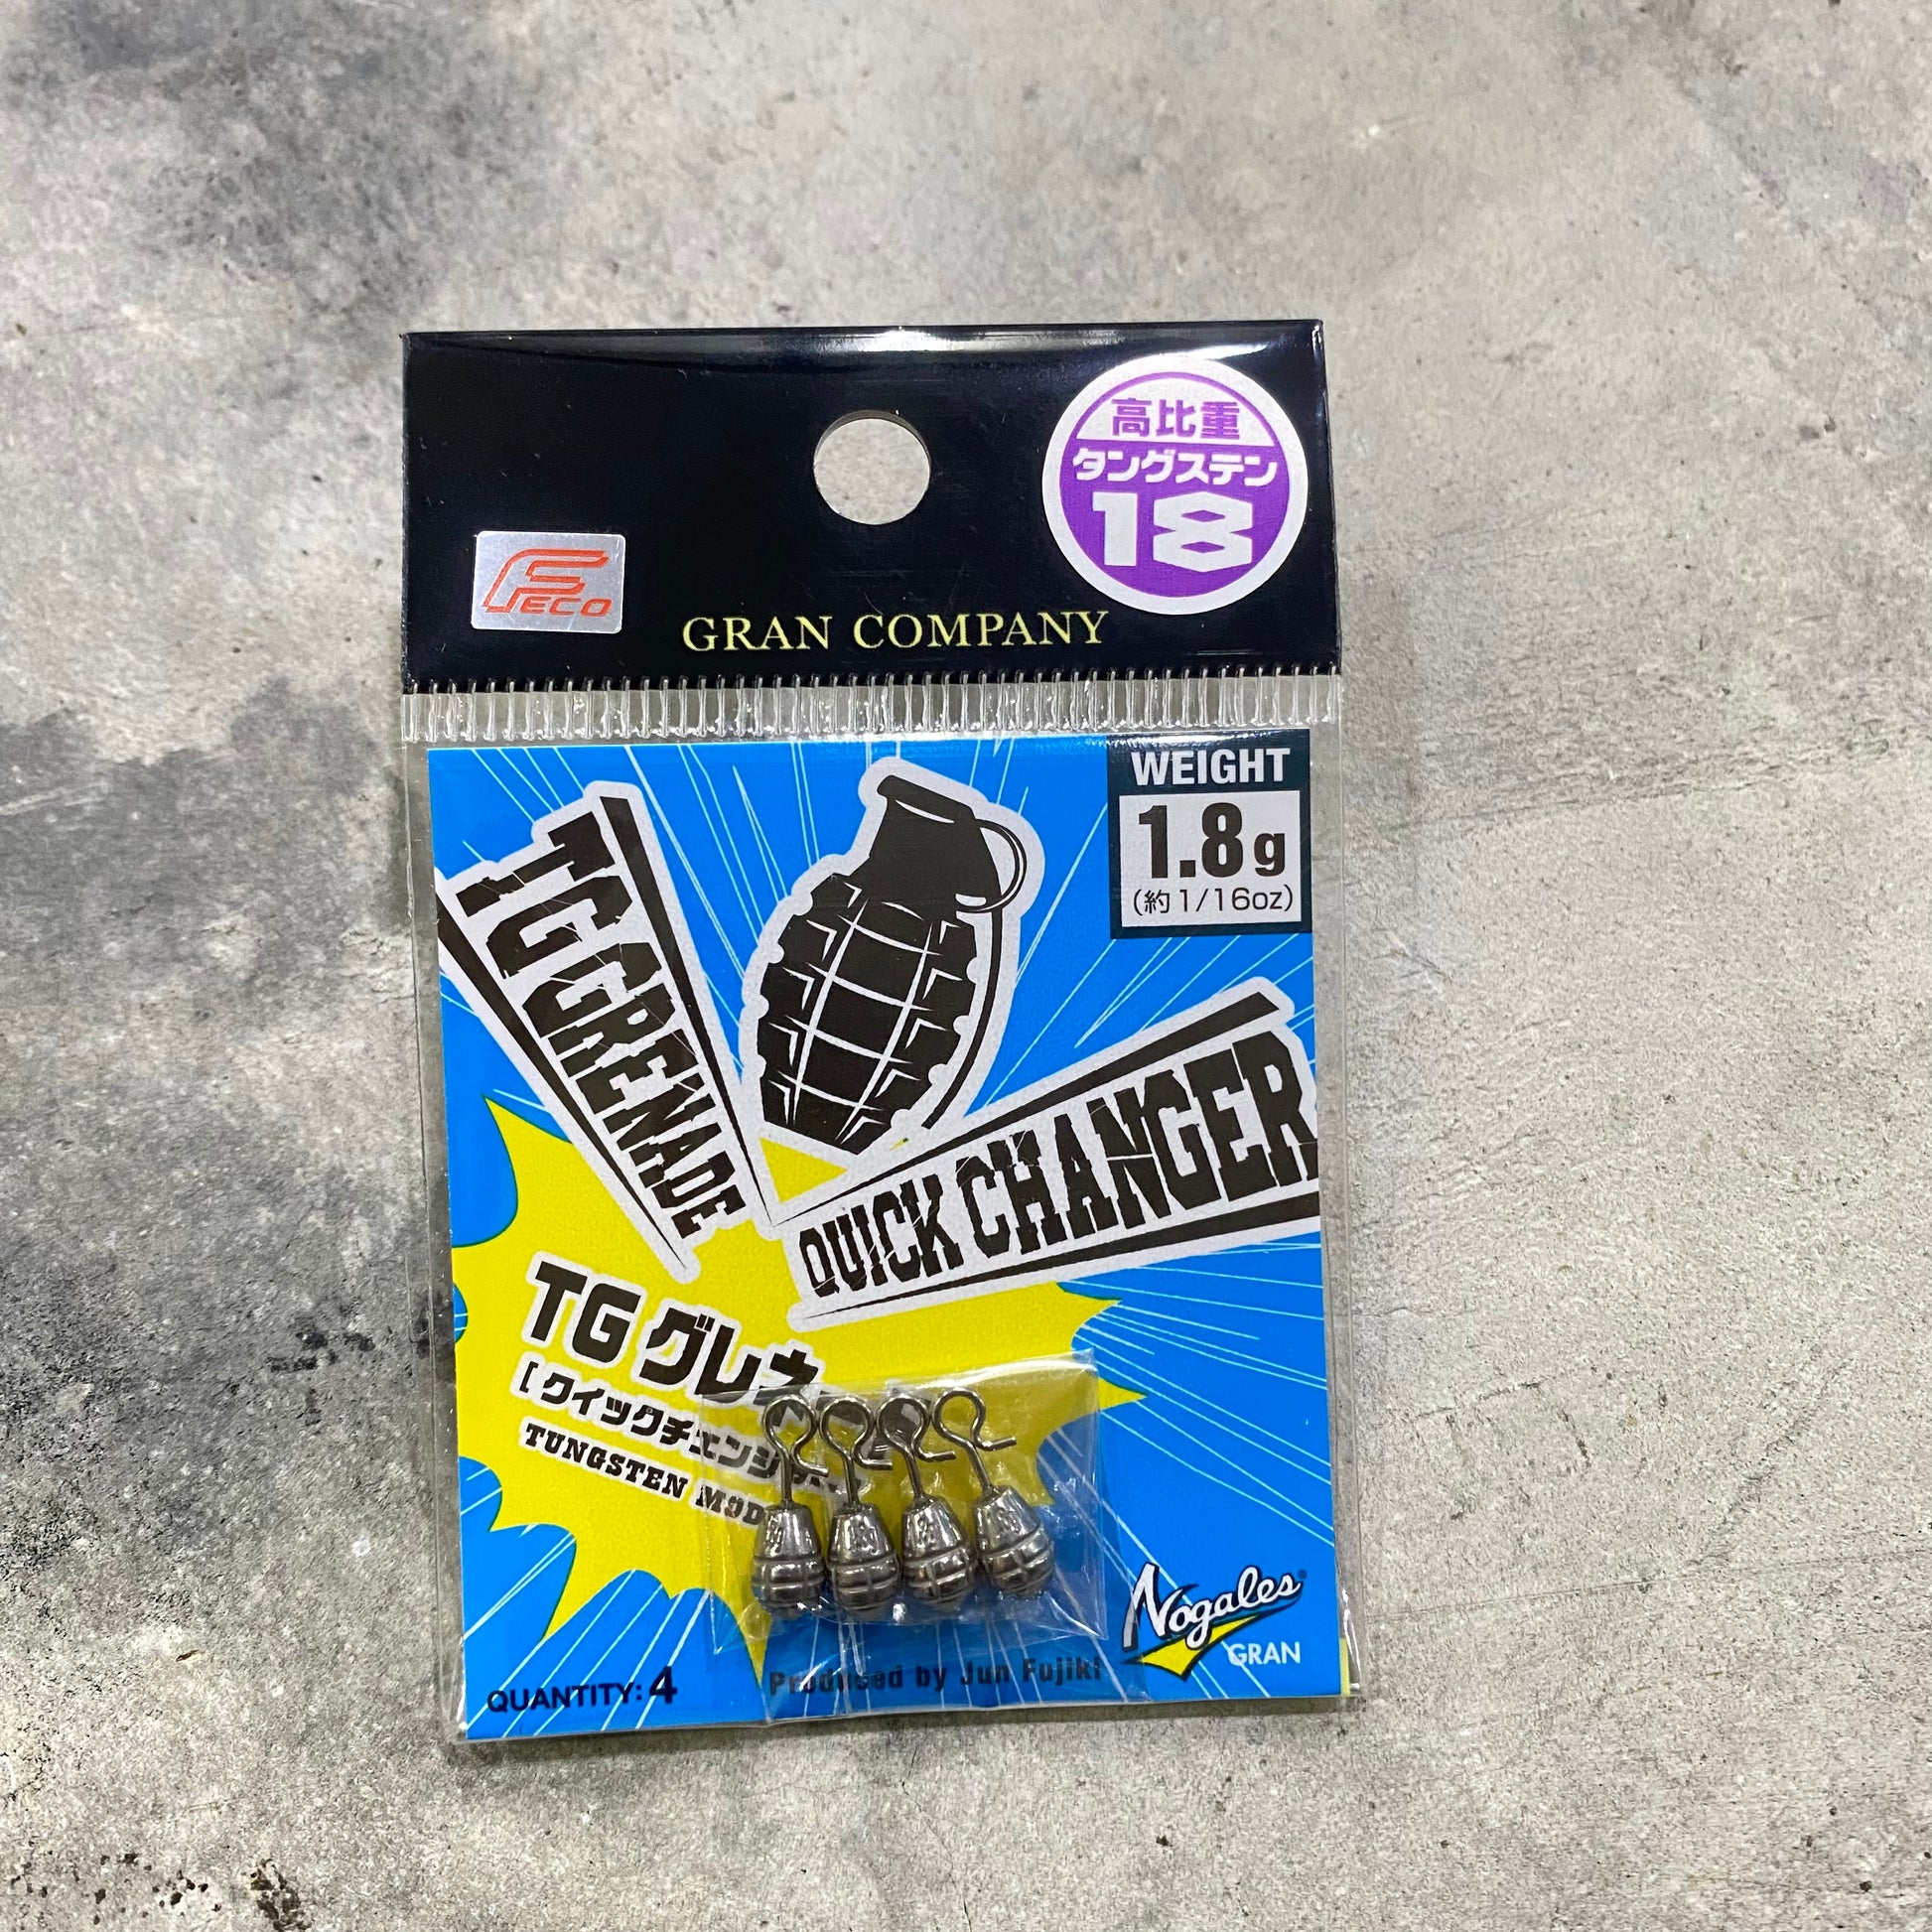 高比重
タングステン
18
FECO
GRAN COMPANY
WEIGHT
1.8g
(約1/16oz)
TG GRENADE
QUICK CHANGER
TG グレネ
[クイックチェンジャ
TUNGSTEN MOD
Nogales
GRAN
Produced by Jun Fujiki
QUANTITY:4